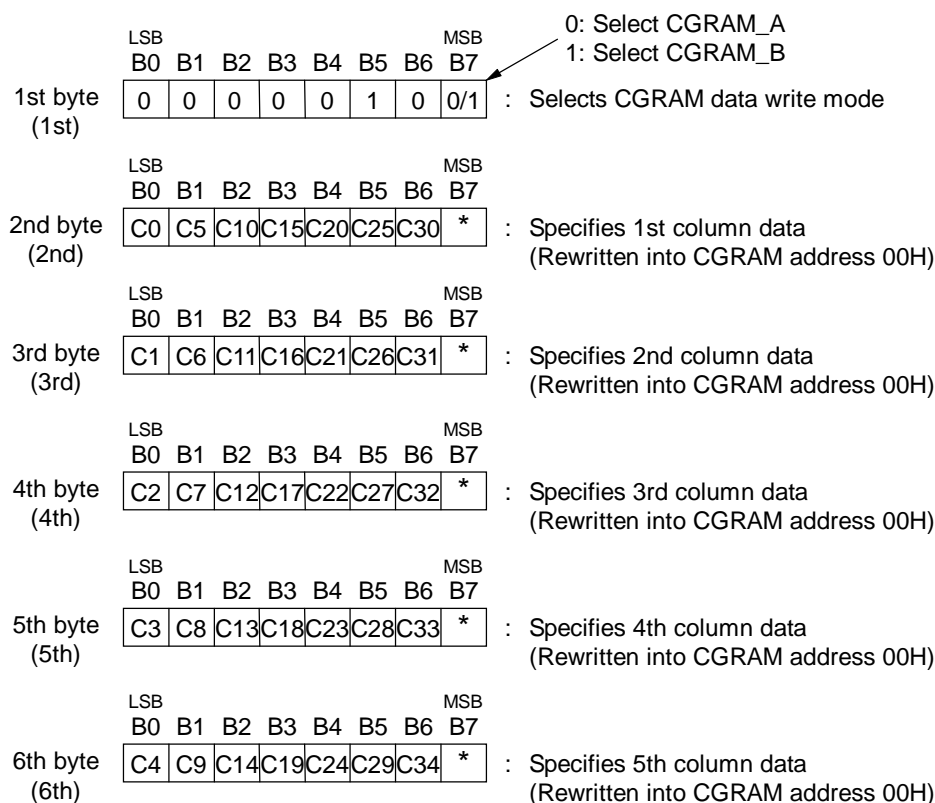 0: Select CGRAM_A
1: Select CGRAM_B
LSB MSB
B0 B1 B2 B3 B4 B5 B6 B7
1st byte 0 0 0 0 0 1 0 0/1 : Selects CGRAM data write mode
(1st)
LSB MSB
B0 B1 B2 B3 B4 B5 B6 B7
2nd byte C0 C5 C10 C15 C20 C25 C30 * : Specifies 1st column data
(2nd) (Rewritten into CGRAM address 00H)
LSB MSB
B0 B1 B2 B3 B4 B5 B6 B7
3rd byte C1 C6 C11 C16 C21 C26 C31 * : Specifies 2nd column data
(3rd) (Rewritten into CGRAM address 00H)
LSB MSB
B0 B1 B2 B3 B4 B5 B6 B7
4th byte C2 C7 C12 C17 C22 C27 C32 * : Specifies 3rd column data
(4th) (Rewritten into CGRAM address 00H)
LSB MSB
B0 B1 B2 B3 B4 B5 B6 B7
5th byte C3 C8 C13 C18 C23 C28 C33 * : Specifies 4th column data
(5th) (Rewritten into CGRAM address 00H)
LSB MSB
B0 B1 B2 B3 B4 B5 B6 B7
6th byte C4 C9 C14 C19 C24 C29 C34 * : Specifies 5th column data
(6th) (Rewritten into CGRAM address 00H)